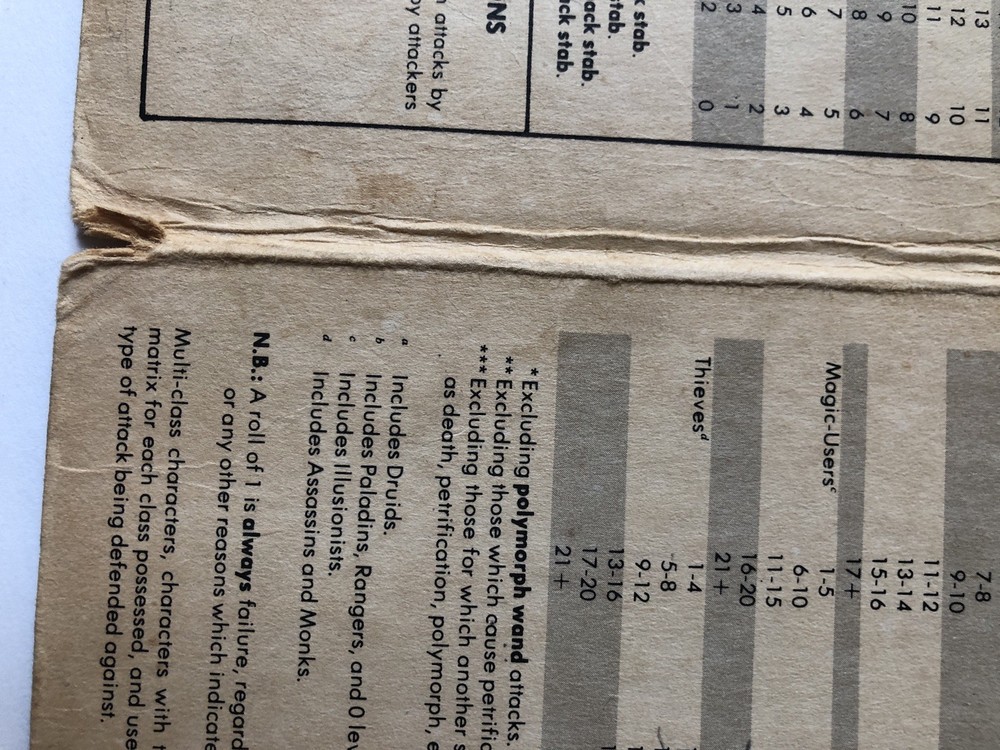 13 11
12 10
11 9
10 8
9 7
8 6
7 5
6 4
5 3
4 2
3 1
2 0
stab.
tab.
ack stab.
ck stab.
NS
attacks by
by attackers
7-8
9-10
11-12
13-14
15-16
17+
Magic-Usersᶜ 1-5
6-10
11-15
16-20
21+
Thievesᵈ 1-4
5-8
9-12
13-16
17-20
21+
* Excluding polymorph wand attacks.
** Excluding those which cause petrific
*** Excluding those for which another s
as death, petrification, polymorph, e
ᵃ Includes Druids.
ᵇ Includes Paladins, Rangers, and 0 lev
ᶜ Includes Illusionists.
ᵈ Includes Assassins and Monks.
N.B.: A roll of 1 is always failure, regard
or any other reasons which indicate
Multi-class characters, characters with t
matrix for each class possessed, and use
type of attack being defended against.